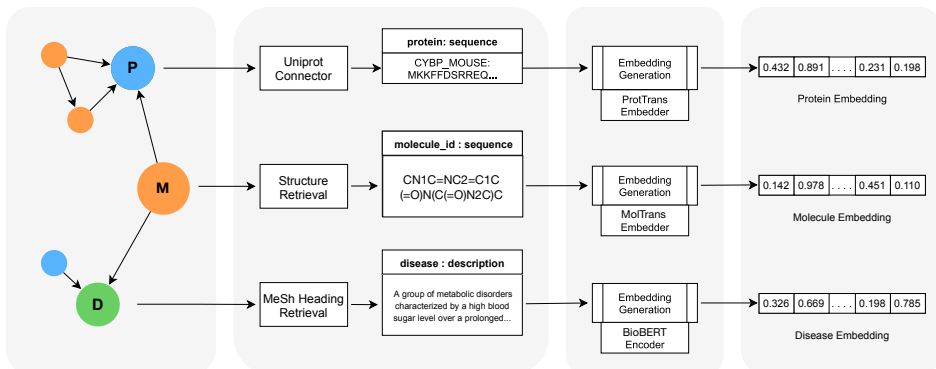 P
Uniprot
Connector
protein: sequence
CYBP_MOUSE:
MKKFFDSRREQ...
Embedding
Generation
ProtTrans
Embedder
0.432 0.891 . . . . 0.231 0.198
Protein Embedding
M
Structure
Retrieval
molecule_id : sequence
CN1C=NC2=C1C
(=O)N(C(=O)N2C)C
Embedding
Generation
MolTrans
Embedder
0.142 0.978 . . . . 0.451 0.110
Molecule Embedding
D
MeSh Heading
Retrieval
disease : description
A group of metabolic disorders
characterized by a high blood
sugar level over a prolonged...
Embedding
Generation
BioBERT
Encoder
0.326 0.669 . . . . 0.198 0.785
Disease Embedding